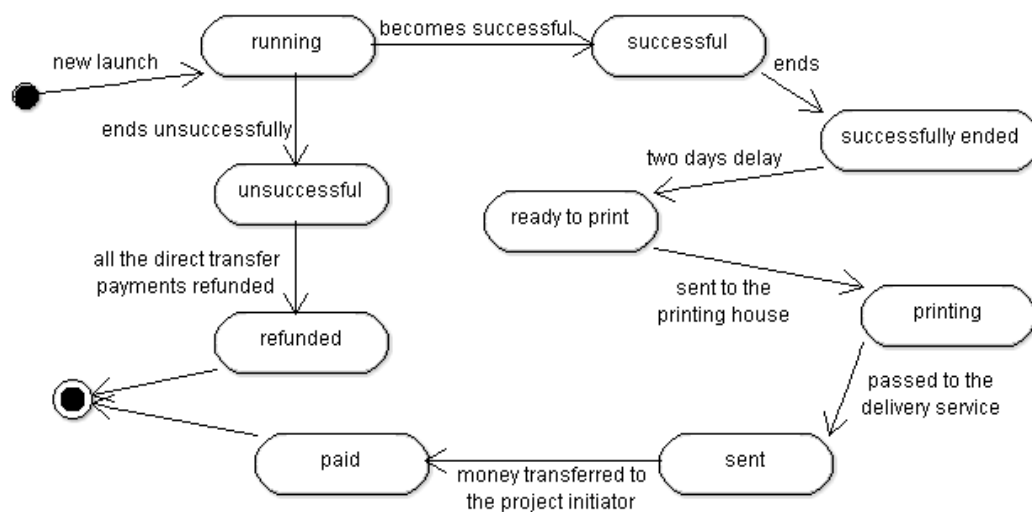 running
becomes successful
successful
new launch
ends
ends unsuccessfully
successfully ended
two days delay
unsuccessful
ready to print
all the direct transfer
payments refunded
sent to the
printing house
printing
refunded
passed to the
delivery service
paid
money transferred to
the project initiator
sent